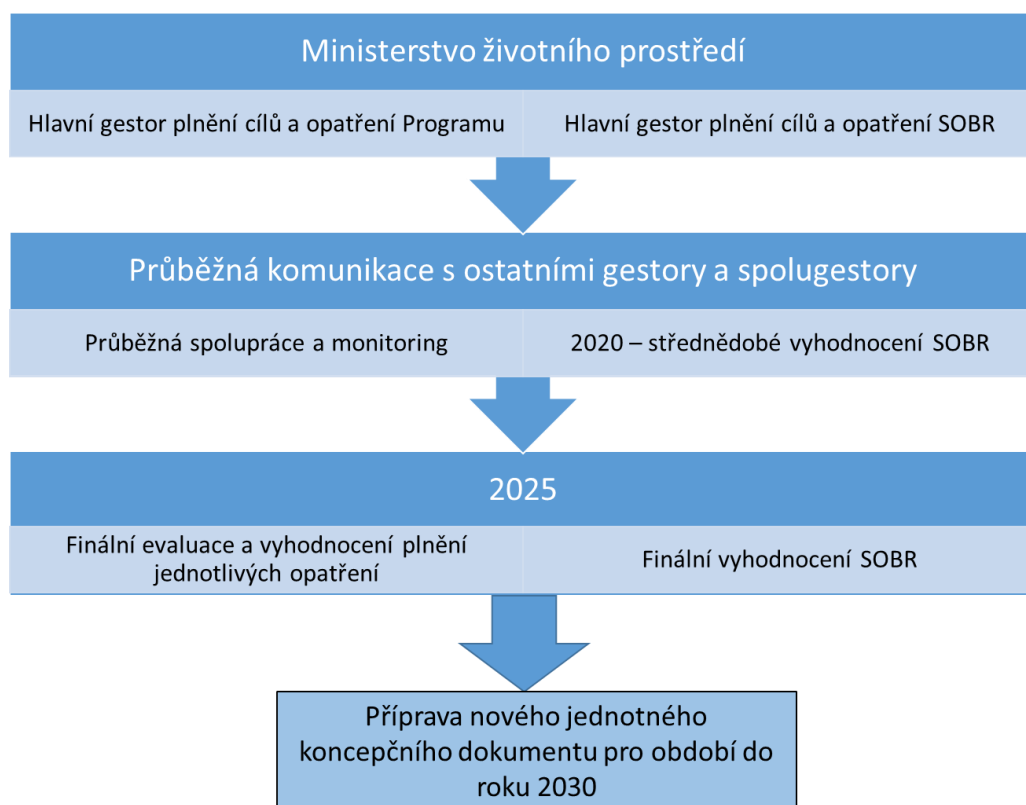 Ministerstvo životního prostředí
Hlavní gestor plnění cílů a opatření Programu
Hlavní gestor plnění cílů a opatření SOBR
Průběžná komunikace s ostatními gestory a spolugestory
Průběžná spolupráce a monitoring
2020 – střednědobé vyhodnocení SOBR
2025
Finální evaluace a vyhodnocení plnění
jednotlivých opatření
Finální vyhodnocení SOBR
Příprava nového jednotného
koncepčního dokumentu pro období do
roku 2030